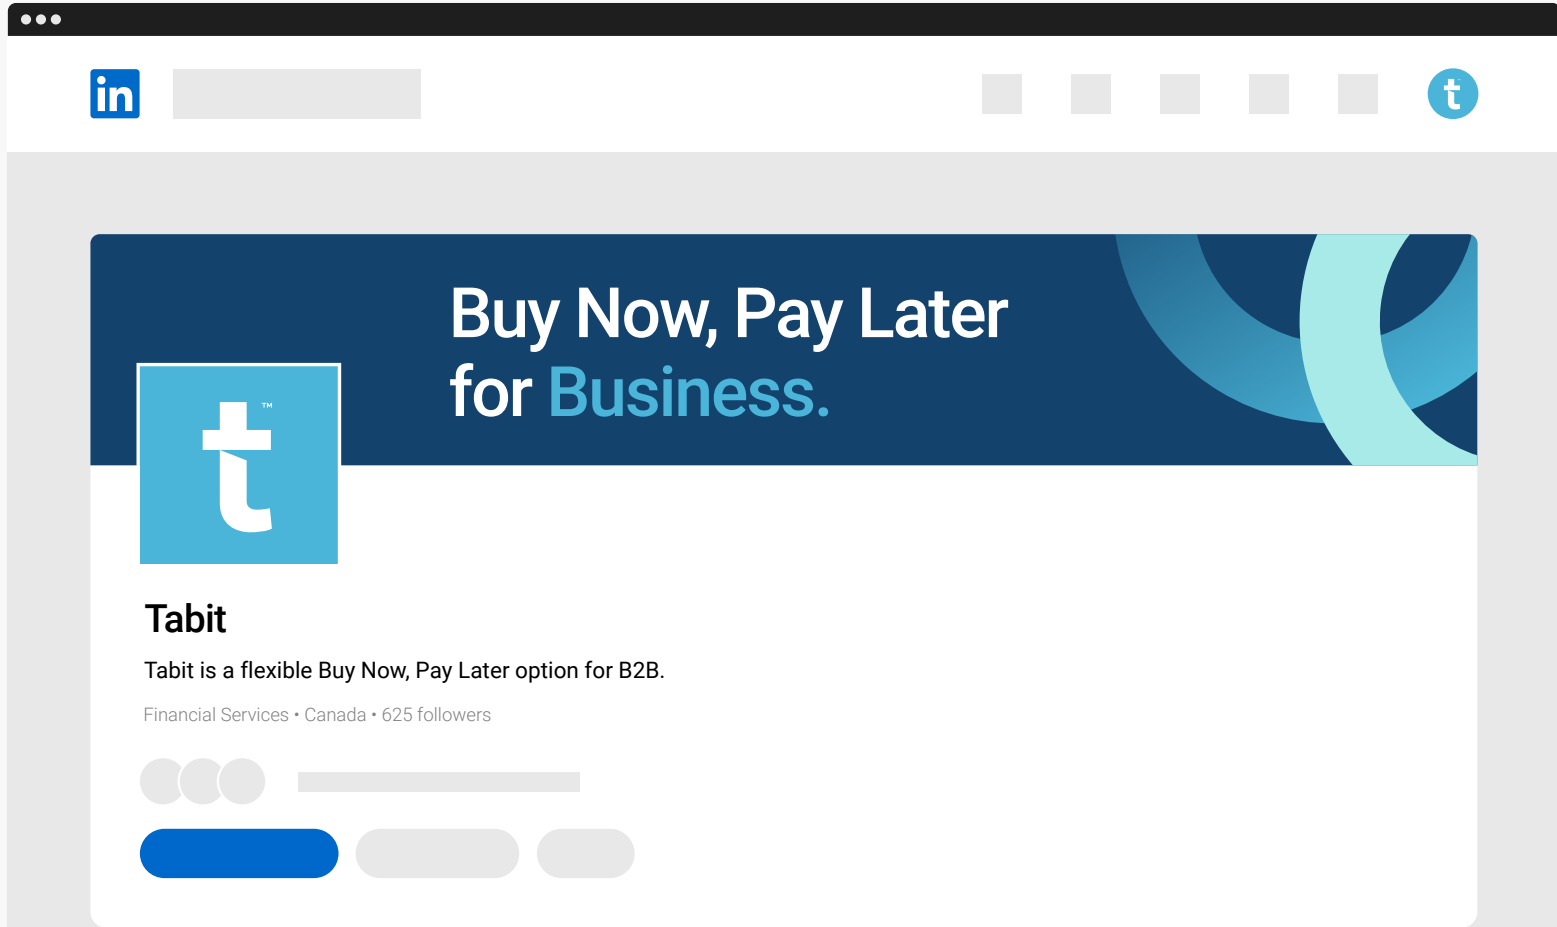 in
t
Buy Now, Pay Later
for Business.
t™
Tabit
Tabit is a flexible Buy Now, Pay Later option for B2B.
Financial Services • Canada • 625 followers